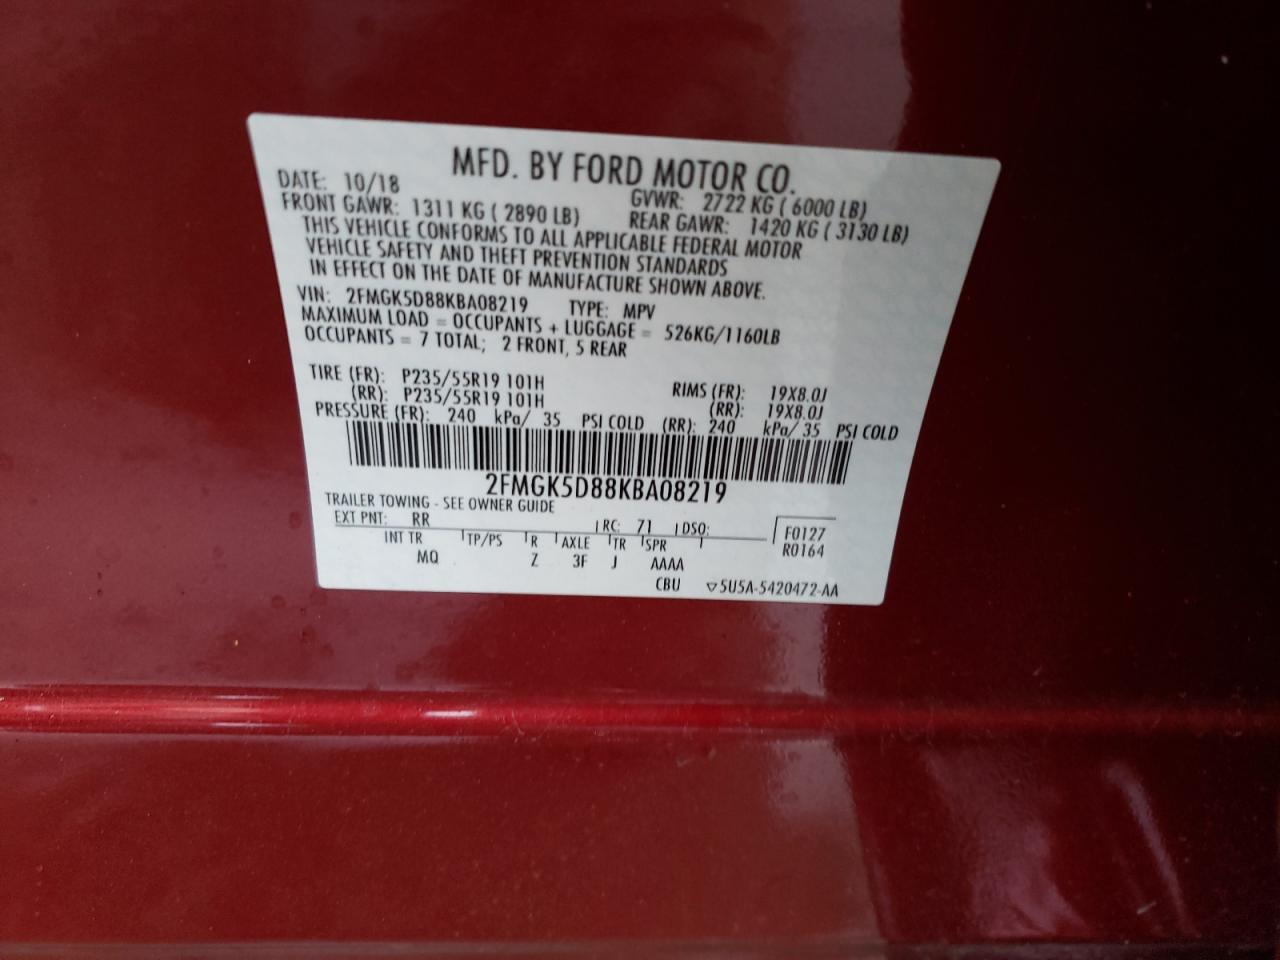 MFD. BY FORD MOTOR CO.
DATE: 10/18 GVWR: 2722 KG ( 6000 LB)
FRONT GAWR: 1311 KG ( 2890 LB) REAR GAWR: 1420 KG ( 3130 LB)
THIS VEHICLE CONFORMS TO ALL APPLICABLE FEDERAL MOTOR
VEHICLE SAFETY AND THEFT PREVENTION STANDARDS
IN EFFECT ON THE DATE OF MANUFACTURE SHOWN ABOVE.
VIN: 2FMGK5D88KBA08219 TYPE: MPV
MAXIMUM LOAD = OCCUPANTS + LUGGAGE = 526KG/1160LB
OCCUPANTS = 7 TOTAL; 2 FRONT, 5 REAR
TIRE (FR): P235/55R19 101H RIMS (FR): 19X8.0J
(RR): P235/55R19 101H (RR): 19X8.0J
PRESSURE (FR): 240 kPa/ 35 PSI COLD (RR): 240 kPa/ 35 PSI COLD
2FMGK5D88KBA08219
TRAILER TOWING - SEE OWNER GUIDE
EXT PNT: RR RC: 71 DSO: F0127
INT TR TP/PS R AXLE TR SPR R0164
MQ Z 3F J AAAA
CBU ▽5U5A-5420472-AA